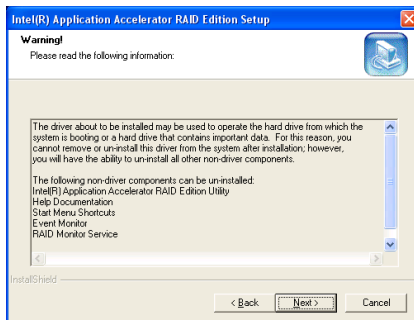 Intel(R) Application Accelerator RAID Edition Setup
Warning!
Please read the following information:
The driver about to be installed may be used to operate the hard drive from which the
system is booting or a hard drive that contains important data. For this reason, you
cannot remove or un-install this driver from the system after installation; however,
you will have the ability to un-install all other non-driver components.
The following non-driver components can be un-installed:
Intel(R) Application Accelerator RAID Edition Utility
Help Documentation
Start Menu Shortcuts
Event Monitor
RAID Monitor Service
InstallShield
< Back
Next >
Cancel